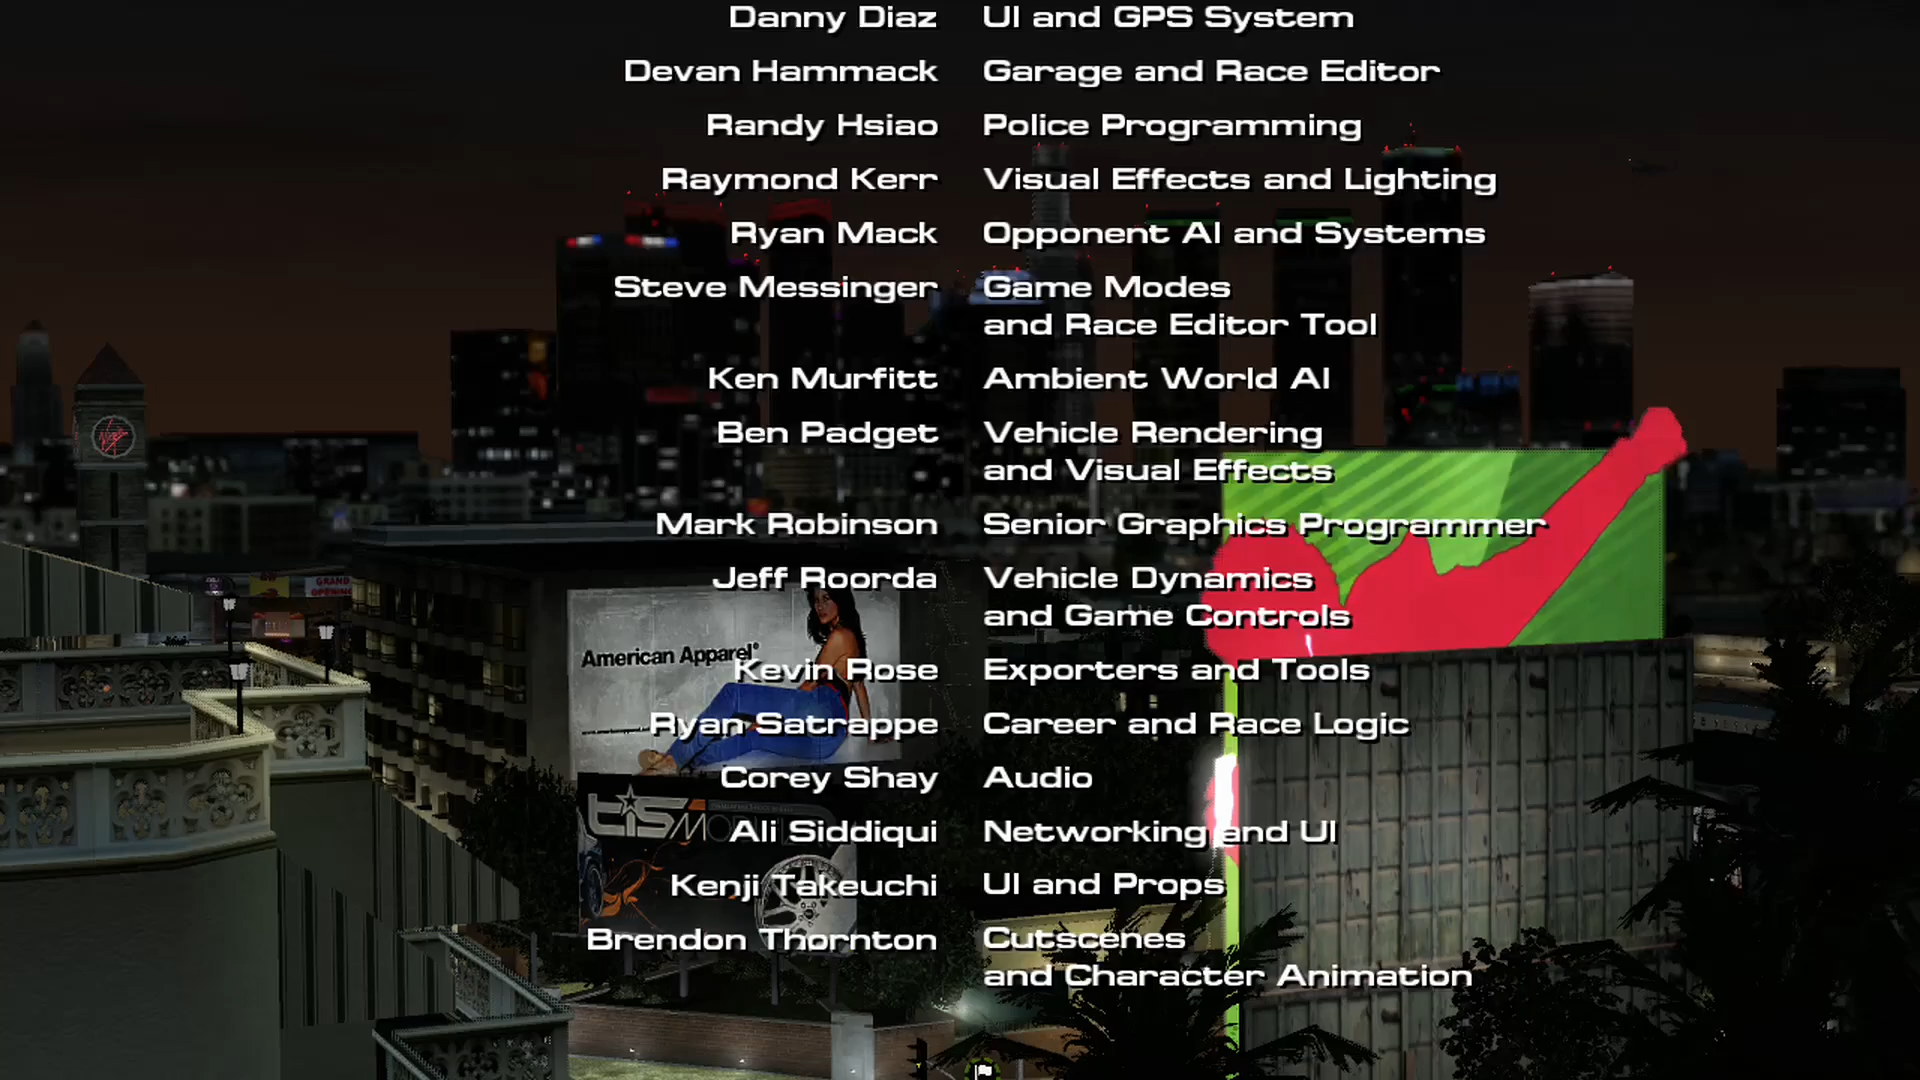 Danny Diaz UI and GPS System
Devan Hammack Garage and Race Editor
Randy Hsiao Police Programming
Raymond Kerr Visual Effects and Lighting
Ryan Mack Opponent AI and Systems
Steve Messinger Game Modes
and Race Editor Tool
Ken Murfitt Ambient World AI
Ben Padget Vehicle Rendering
and Visual Effects
Mark Robinson Senior Graphics Programmer
Jeff Roorda Vehicle Dynamics
and Game Controls
Kevin Rose Exporters and Tools
Ryan Satrappe Career and Race Logic
Corey Shay Audio
Ali Siddiqui Networking and UI
Kenji Takeuchi UI and Props
Brendon Thornton Cutscenes
and Character Animation
GRAND
OPENING
American Apparel®
TIS